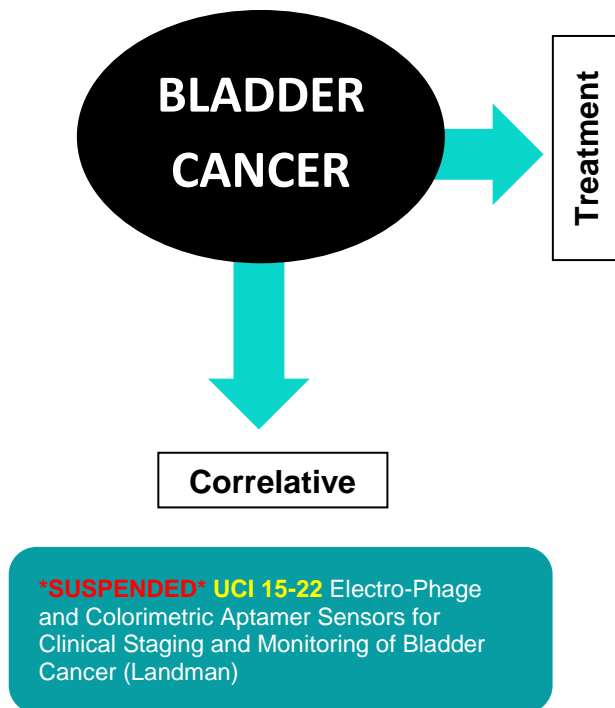 BLADDER
CANCER
Treatment
Correlative
*SUSPENDED* UCI 15-22 Electro-Phage
and Colorimetric Aptamer Sensors for
Clinical Staging and Monitoring of Bladder
Cancer (Landman)